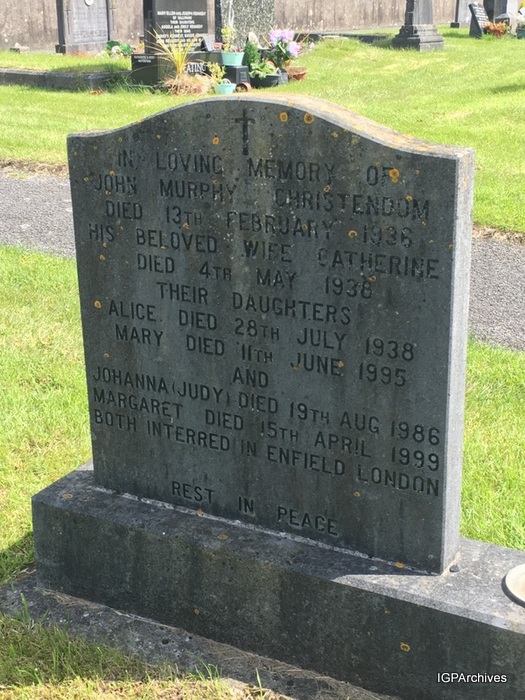 IN LOVING MEMORY OF
JOHN MURPHY CHRISTENDOM
DIED 13TH FEBRUARY 1936
HIS BELOVED WIFE CATHERINE
DIED 4TH MAY 1938
THEIR DAUGHTERS
ALICE DIED 28TH JULY 1938
MARY DIED 11TH JUNE 1995
AND
JOHANNA (JUDY) DIED 19TH AUG 1986
MARGARET DIED 15TH APRIL 1999
BOTH INTERRED IN ENFIELD LONDON
REST IN PEACE
IGPArchives